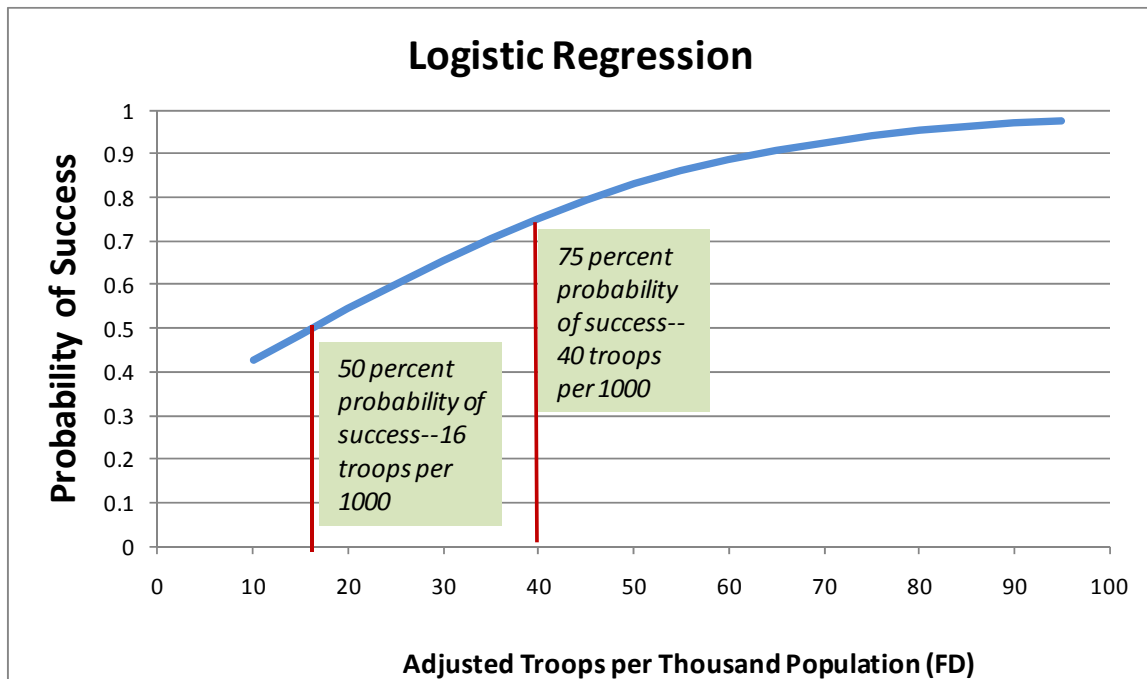 Logistic Regression
Probability of Success
1
0.9
0.8
0.7
0.6
0.5
0.4
0.3
0.2
0.1
0
75 percent
probability
of success--
40 troops
per 1000
50 percent
probability of
success--16
troops per
1000
0 10 20 30 40 50 60 70 80 90 100
Adjusted Troops per Thousand Population (FD)